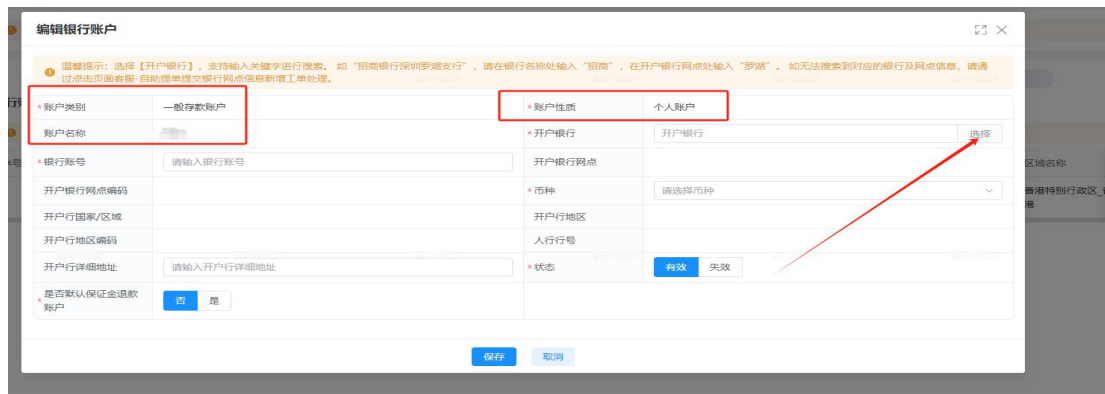 编辑银行账户
温馨提示：选择【开户银行】，支持输入关键字进行搜索。如“招商银行深圳罗湖支行”，请在银行名称处输入“招商”，在开户银行网点处输入“罗湖”。如无法搜索到对应的银行及网点信息，请通
过点击页面客服-自助提单提交银行网点信息新增工单处理。
*账户类别 一般存款账户 *账户性质 个人账户
账户名称 *开户银行 开户银行 选择
*银行账号 请输入银行账号 开户银行网点
开户银行网点编码 *币种 请选择币种
开户行国家/区域 开户行地区
开户行地区编码 人行行号
开户行详细地址 请输入开户行详细地址 *状态 有效 失效
*是否默认保证金退款
账户 否 是
保存 取消
区域名称
香港特别行政区_
港